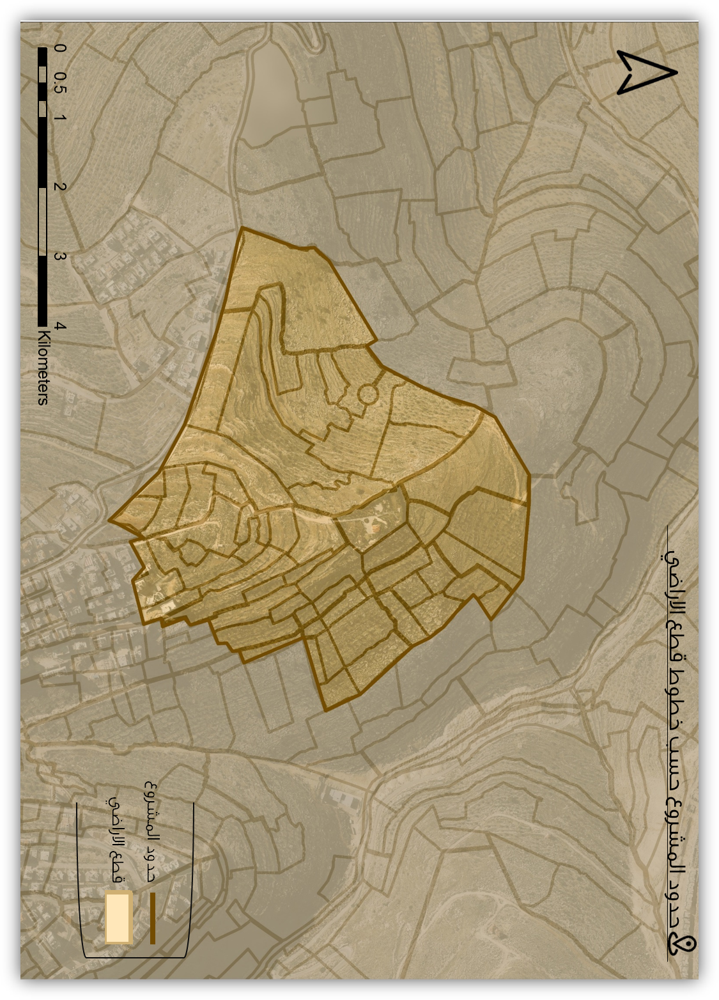 حدود المشروع حسب خطوط قطع الاراضي
0 0.5 1 2 3 4
Kilometers
حدود المشروع
قطع الاراضي